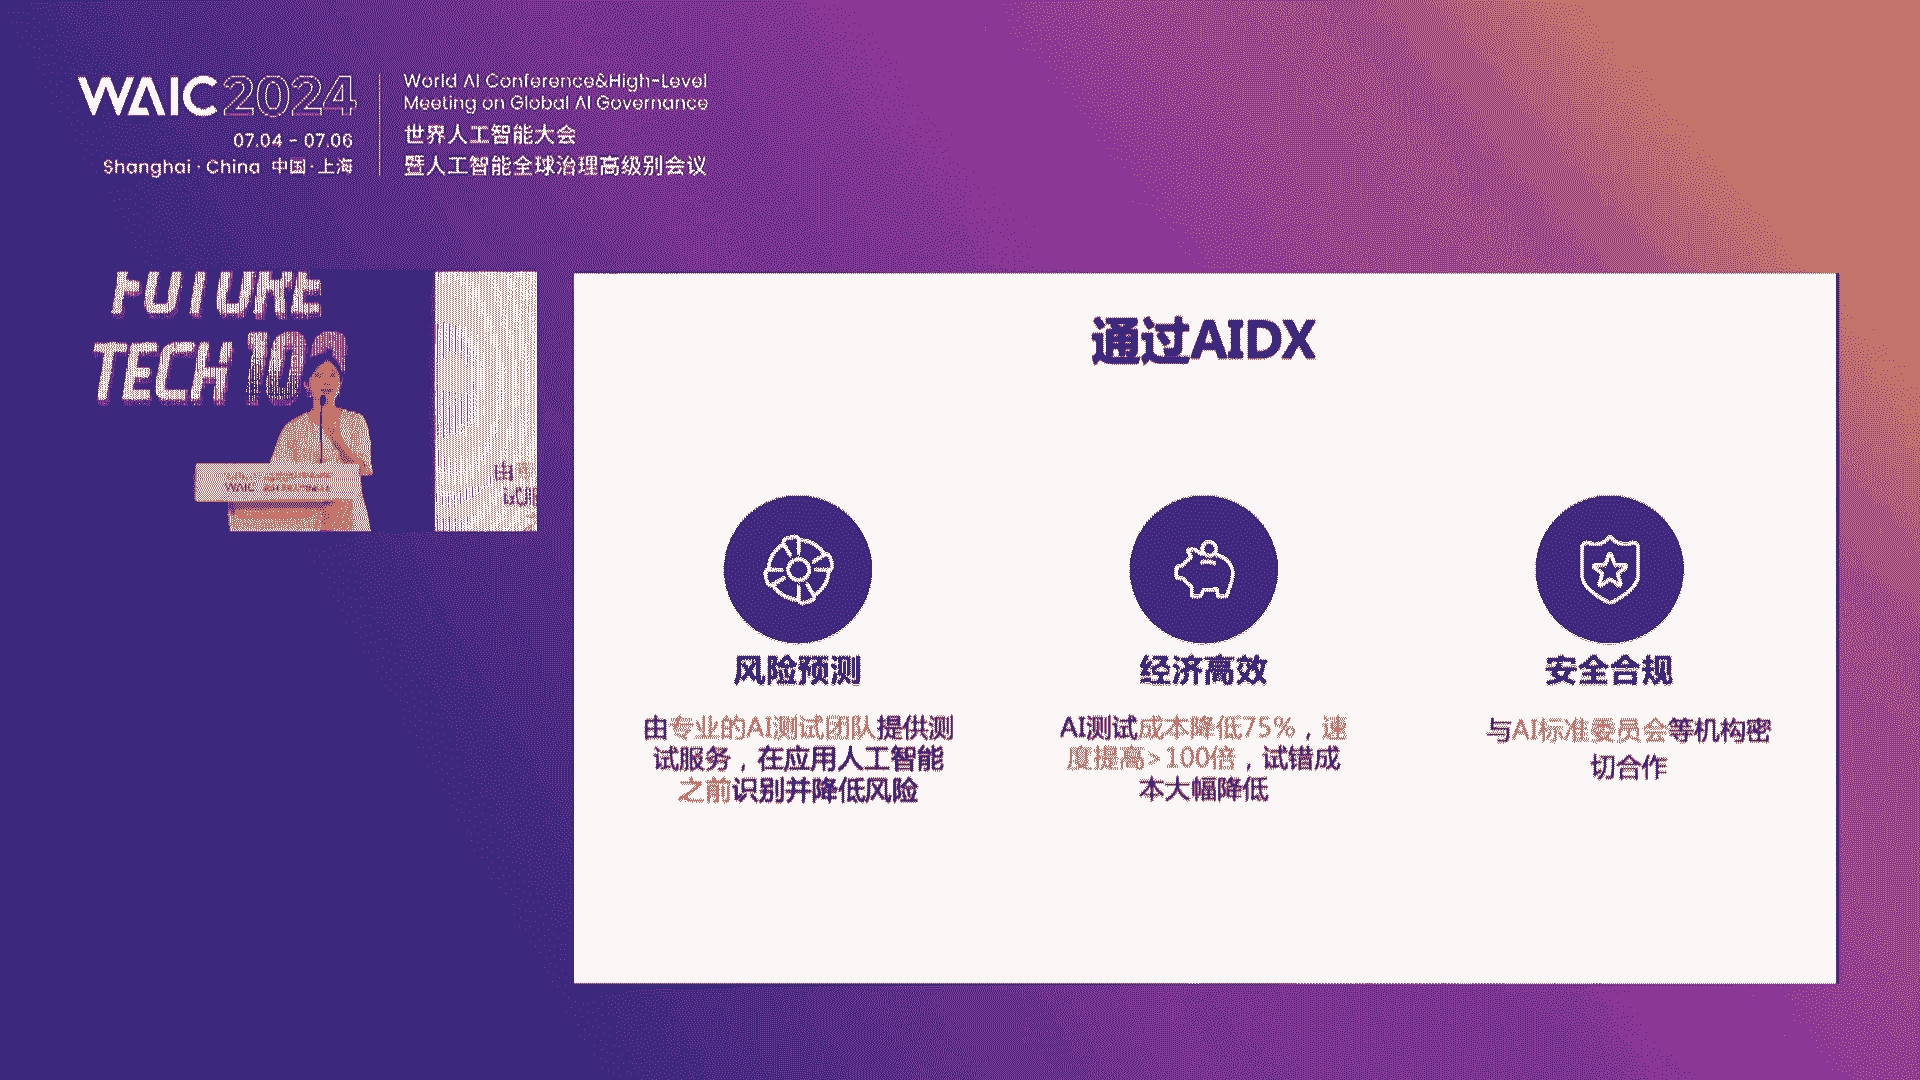 WAIC 2024
07.04 - 07.06
Shanghai · China 中国·上海
World AI Conference&High-Level
Meeting on Global AI Governance
世界人工智能大会
暨人工智能全球治理高级别会议
FUTURE
TECH 100
WAIC
由
试服
通过AIDX
风险预测
由专业的AI测试团队提供测
试服务，在应用人工智能
之前识别并降低风险
经济高效
AI测试成本降低75%，速
度提高>100倍，试错成
本大幅降低
安全合规
与AI标准委员会等机构密
切合作